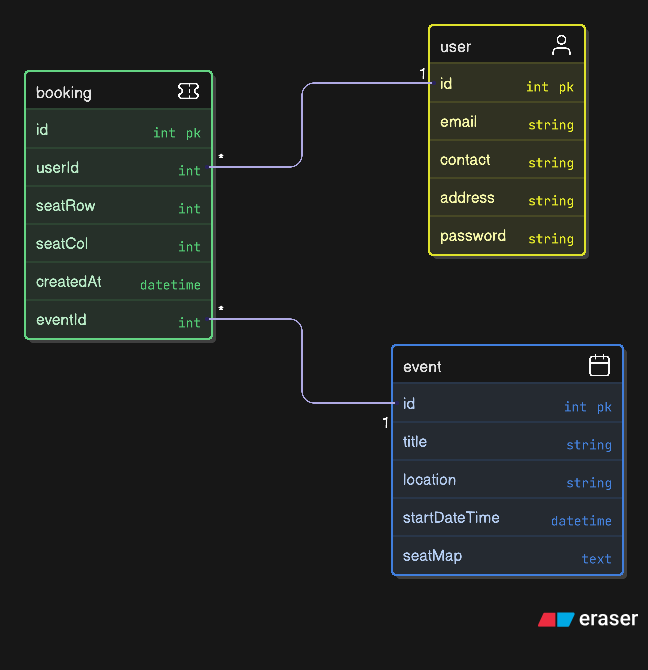 booking
id int pk
userId int
seatRow int
seatCol int
createdAt datetime
eventId int
*
*
user
1
id int pk
email string
contact string
address string
password string
event
id int pk
1
title string
location string
startDateTime datetime
seatMap text
eraser